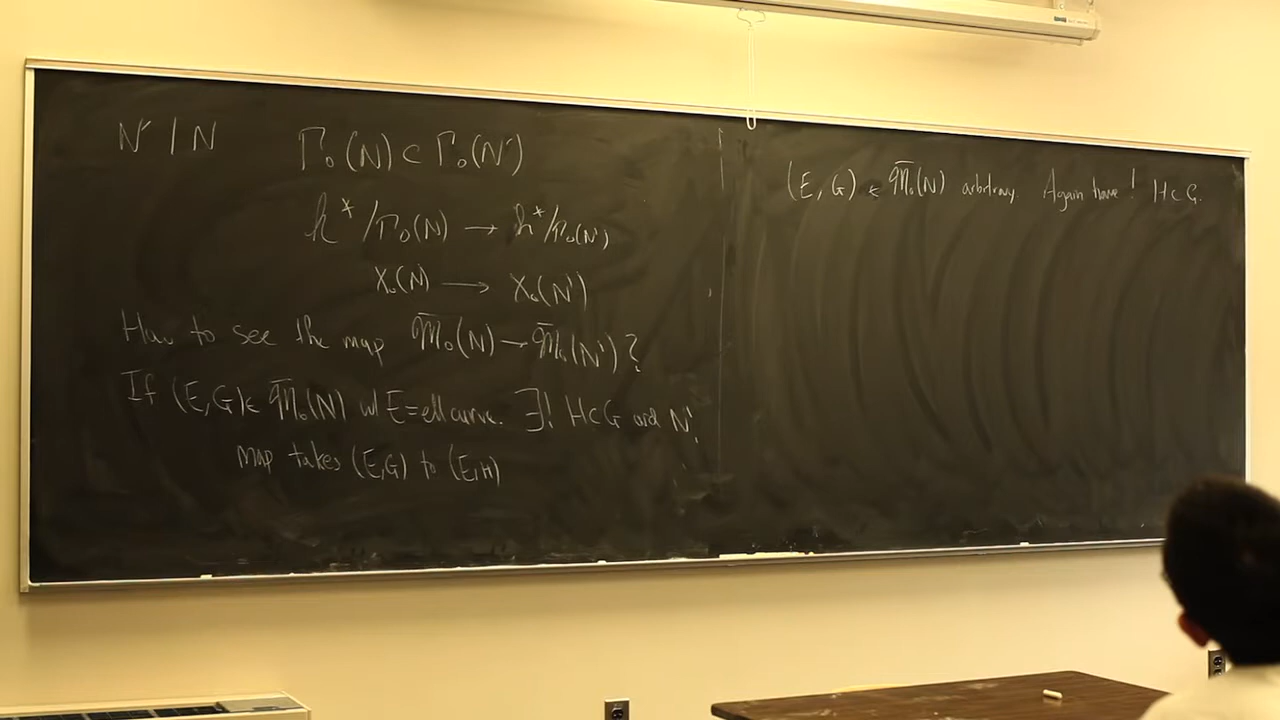 N' | N Γ₀(N) ⊂ Γ₀(N')
h*/Γ₀(N) → h*/Γ₀(N')
X₀(N) → X₀(N')
How to see the map M̄₀(N) → M̄₀(N')?
If (E,G) ∈ M̄₀(N) w/ E=ell curve. ∃! H⊂G ord N'.
map takes (E,G) to (E,H)
(E,G) ∈ M̄₀(N) arbitrary. Again have ! H⊂G.